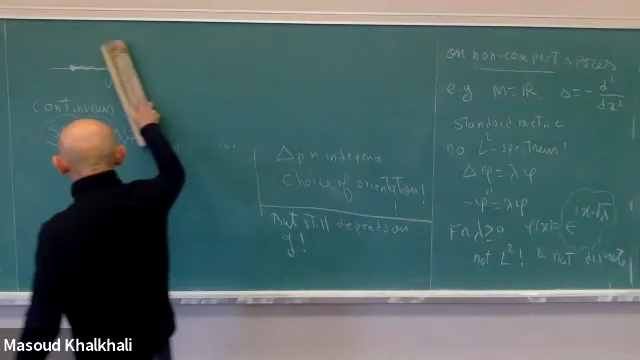 Continuous
....
Δ p n independ
Choice of orientation!
But still depends on
g!
on non-compact spaces
e.g M = ℝ, Δ = - d²/dx²
standard metric
no L²-spectrum!
Δ φ = λ φ
-φ'' = λφ
For λ ≥ 0 φ(x) = e^{ix√λ}
not L²! & not discrete
Masoud Khalkhali